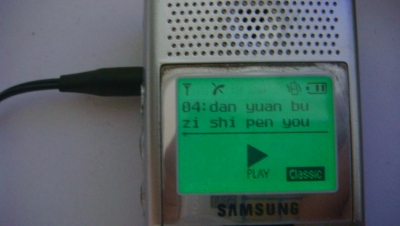 04:dan yuan bu
zi shi pen you
PLAY
Classic
SAMSUNG